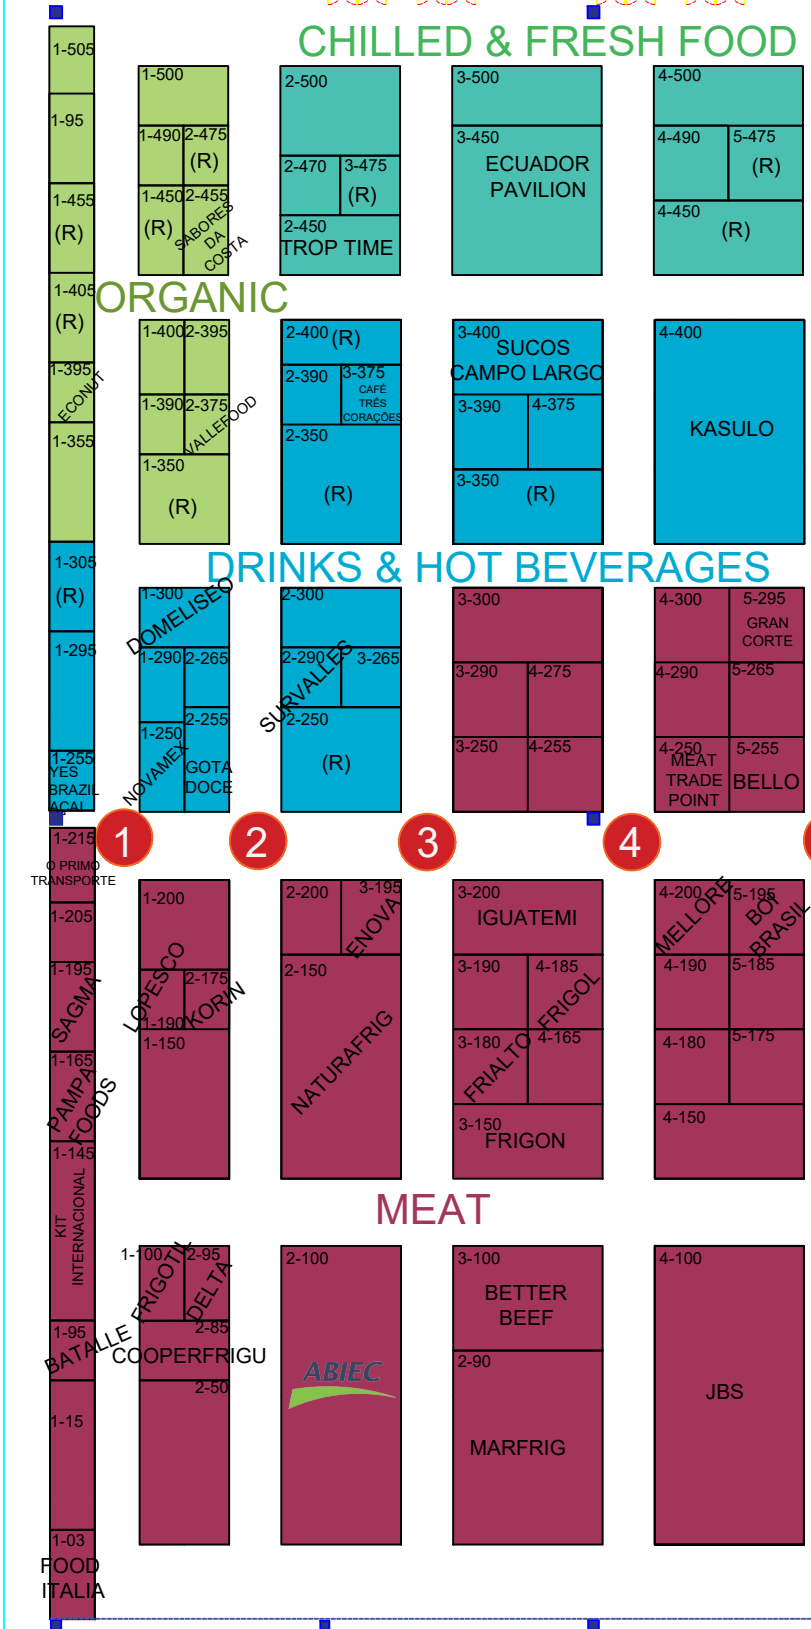 CHILLED & FRESH FOOD
1-505
1-95
1-455
(R)
1-405
(R)
1-395
ECONUT
1-355
1-500
1-490
2-475
(R)
1-450
(R)
2-455
SABORES
DA
COSTA
2-500
2-470
3-475
(R)
2-450
TROP TIME
3-500
3-450
ECUADOR
PAVILION
4-500
4-490
5-475
(R)
4-450
(R)
ORGANIC
1-400
2-395
1-390
2-375
VALLEFOOD
1-350
(R)
2-400
(R)
2-390
3-375
CAFÉ
TRÊS
CORAÇÕES
2-350
(R)
3-400
SUCOS
CAMPO LARGO
3-390
4-375
3-350
(R)
4-400
KASULO
DRINKS & HOT BEVERAGES
1-305
(R)
1-295
1-255
YES
BRAZIL
AÇAI
1-300
DOMELISEO
1-290
2-265
1-250
NOVAMEX
2-255
GOTA
DOCE
2-300
2-290
SURVALLES
3-265
2-250
(R)
3-300
3-290
4-275
3-250
4-255
4-300
5-295
GRAN
CORTE
4-290
5-265
4-250
MEAT
TRADE
POINT
5-255
BELLO
1
2
3
4
1-215
O PRIMO
TRANSPORTE
1-205
1-195
SAGMA
1-165
PAMPA
FOODS
1-145
KIT
INTERNACIONAL
1-95
BATALLE
1-15
1-03
FOOD
ITALIA
1-200
LOPESCO
1-190
2-175
KORIN
1-150
2-200
3-195
ENOVA
2-150
NATURAFRIG
3-200
IGUATEMI
3-190
4-185
FRIGOL
3-180
FRIALTO
4-165
3-150
FRIGON
4-200
MELLORE
5-195
BOI
BRASIL
4-190
5-185
4-180
5-175
4-150
MEAT
1-100
FRIGOTIL
2-95
DELTA
2-85
COOPERFRIGU
2-50
2-100
ABIEC
3-100
BETTER
BEEF
2-90
MARFRIG
4-100
JBS